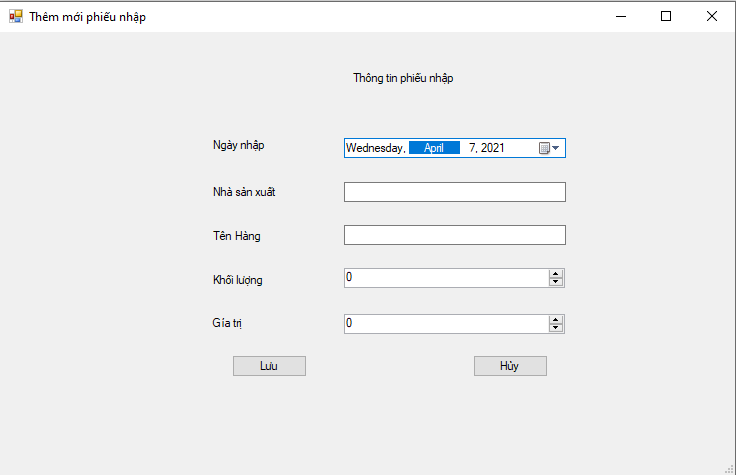 Thêm mới phiếu nhập
Thông tin phiếu nhập
Ngày nhập Wednesday, April 7, 2021
Nhà sản xuất
Tên Hàng
Khối lượng 0
Gía trị 0
Lưu Hủy